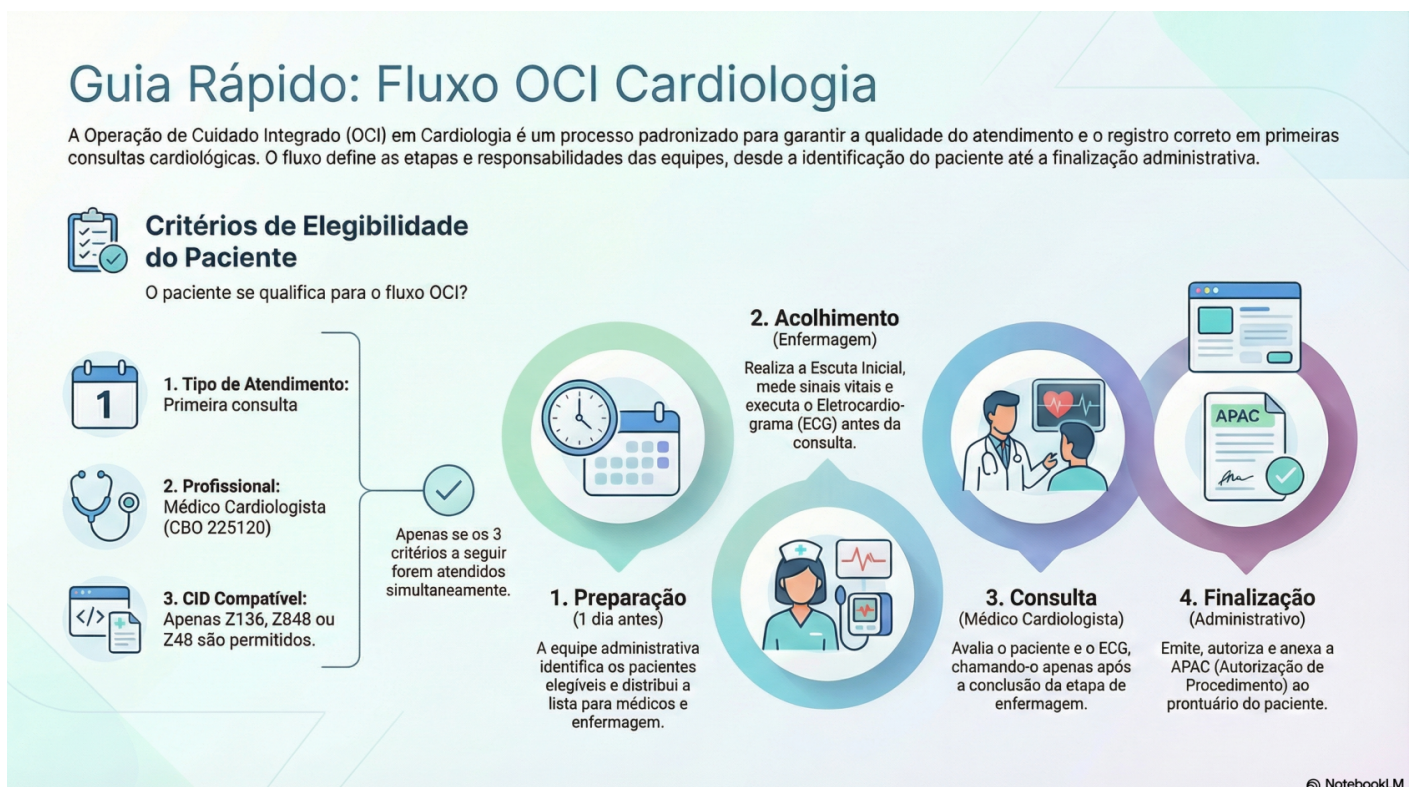 Guia Rápido: Fluxo OCI Cardiologia
A Operação de Cuidado Integrado (OCI) em Cardiologia é um processo padronizado para garantir a qualidade do atendimento e o registro correto em primeiras
consultas cardiológicas. O fluxo define as etapas e responsabilidades das equipes, desde a identificação do paciente até a finalização administrativa.
Critérios de Elegibilidade
do Paciente
O paciente se qualifica para o fluxo OCI?
1
1. Tipo de Atendimento:
Primeira consulta
2. Profissional:
Médico Cardiologista
(CBO 225120)
</>
3. CID Compatível:
Apenas Z136, Z848 ou
Z48 são permitidos.
Apenas se os 3
critérios a seguir
forem atendidos
simultaneamente.
1. Preparação
(1 dia antes)
A equipe administrativa
identifica os pacientes
elegíveis e distribui a
lista para médicos e
enfermagem.
2. Acolhimento
(Enfermagem)
Realiza a Escuta Inicial,
mede sinais vitais e
executa o Eletrocardio-
grama (ECG) antes da
consulta.
3. Consulta
(Médico Cardiologista)
Avalia o paciente e o ECG,
chamando-o apenas após
a conclusão da etapa de
enfermagem.
APAC
4. Finalização
(Administrativo)
Emite, autoriza e anexa a
APAC (Autorização de
Procedimento) ao
prontuário do paciente.
NotebookLM